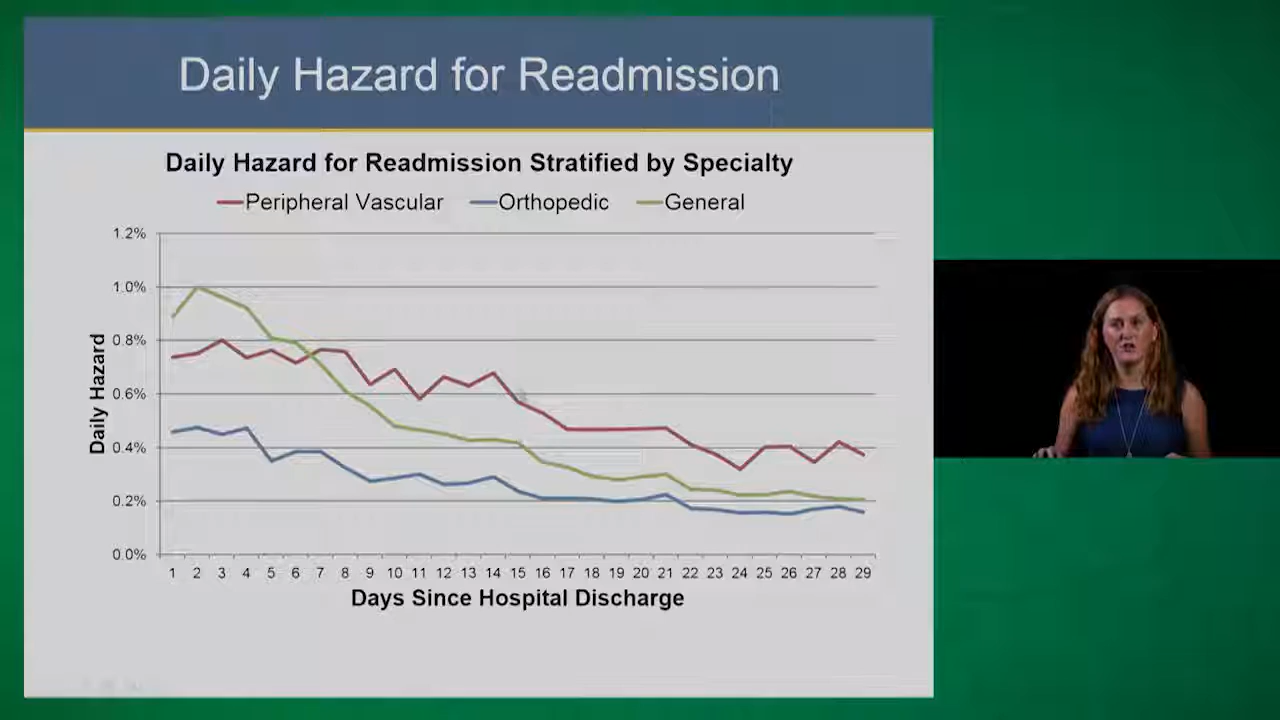 Daily Hazard for Readmission
Daily Hazard for Readmission Stratified by Specialty
Peripheral Vascular Orthopedic General
1.2%
1.0%
0.8%
0.6%
0.4%
0.2%
0.0%
Daily Hazard
1 2 3 4 5 6 7 8 9 10 11 12 13 14 15 16 17 18 19 20 21 22 23 24 25 26 27 28 29
Days Since Hospital Discharge